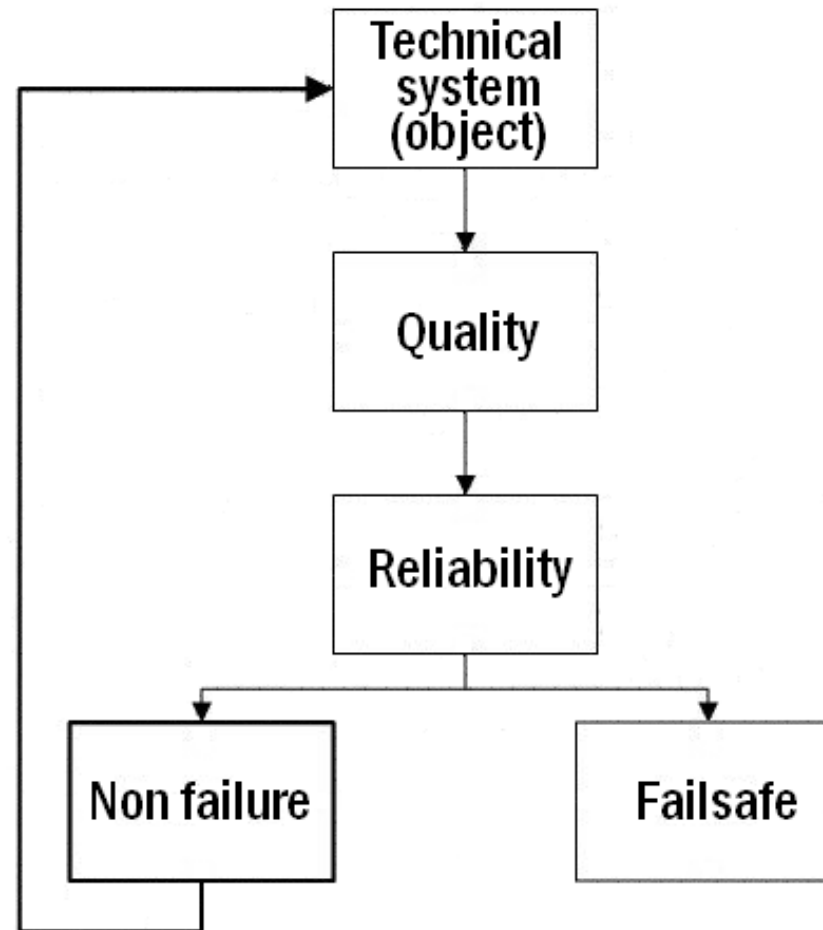 Technical
system
(object)
Quality
Reliability
Non failure
Failsafe